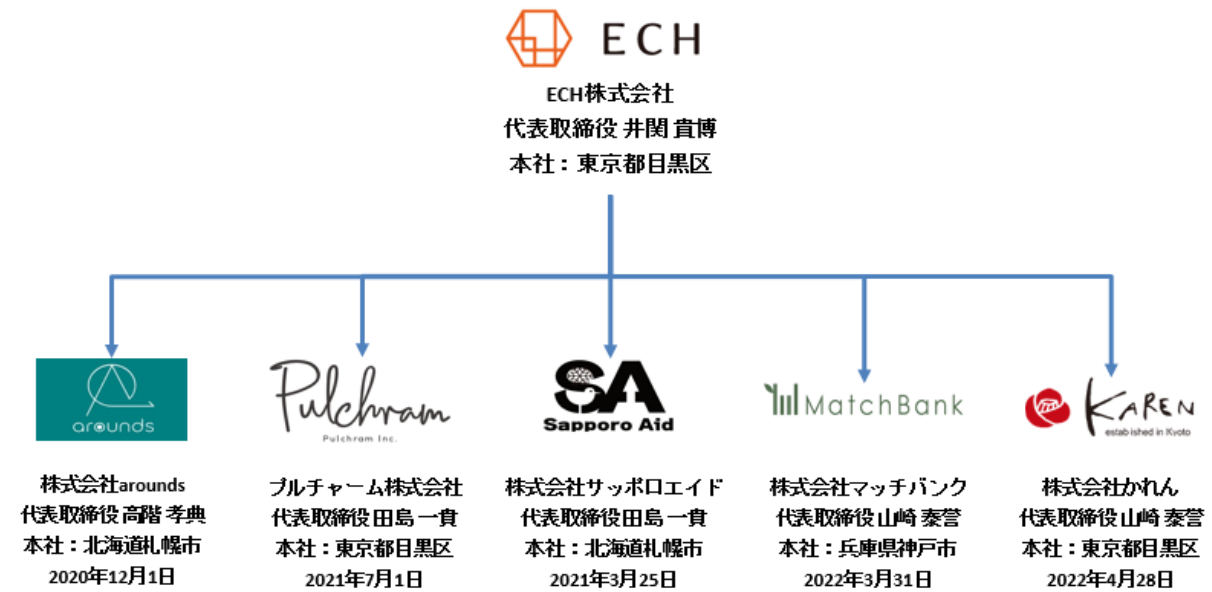 ECH
ECH株式会社
代表取締役 井関 貴博
本社：東京都目黒区
arounds
株式会社arounds
代表取締役 高階 孝典
本社：北海道札幌市
2020年12月1日
Pulchram
Pulchram Inc.
プルチャーム株式会社
代表取締役 田島 一貴
本社：東京都目黒区
2021年7月1日
SA
Sapporo Aid
株式会社サッポロエイド
代表取締役 田島 一貴
本社：北海道札幌市
2021年3月25日
MatchBank
株式会社マッチバンク
代表取締役 山崎 泰誉
本社：兵庫県神戸市
2022年3月31日
KAREN
established in Kyoto
株式会社かれん
代表取締役 山崎 泰誉
本社：東京都目黒区
2022年4月28日